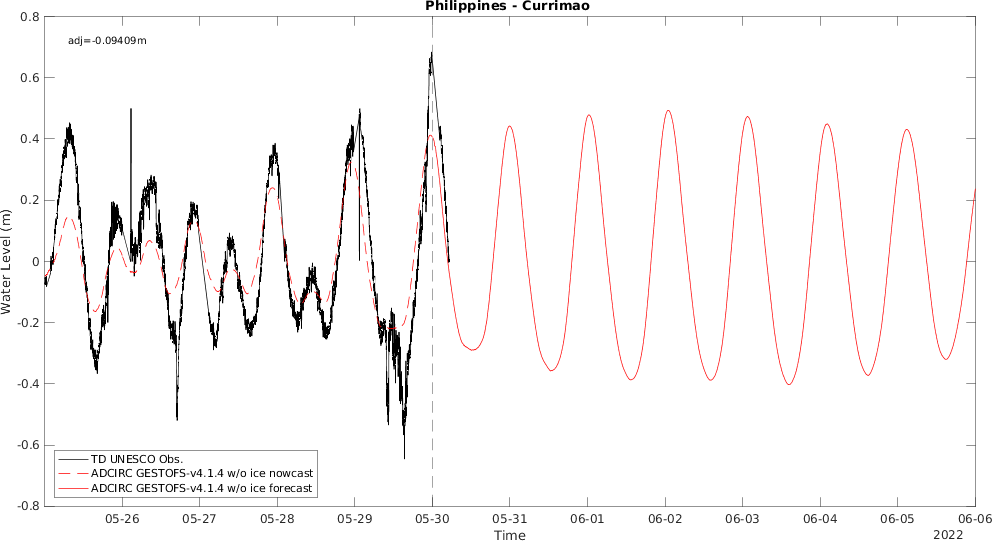 Philippines - Currimao
adj=-0.09409m
0.8
0.6
0.4
0.2
0
-0.2
-0.4
-0.6
-0.8
Water Level (m)
TD UNESCO Obs.
ADCIRC GESTOFS-v4.1.4 w/o ice nowcast
ADCIRC GESTOFS-v4.1.4 w/o ice forecast
05-26 05-27 05-28 05-29 05-30 05-31 06-01 06-02 06-03 06-04 06-05 06-06
Time
2022